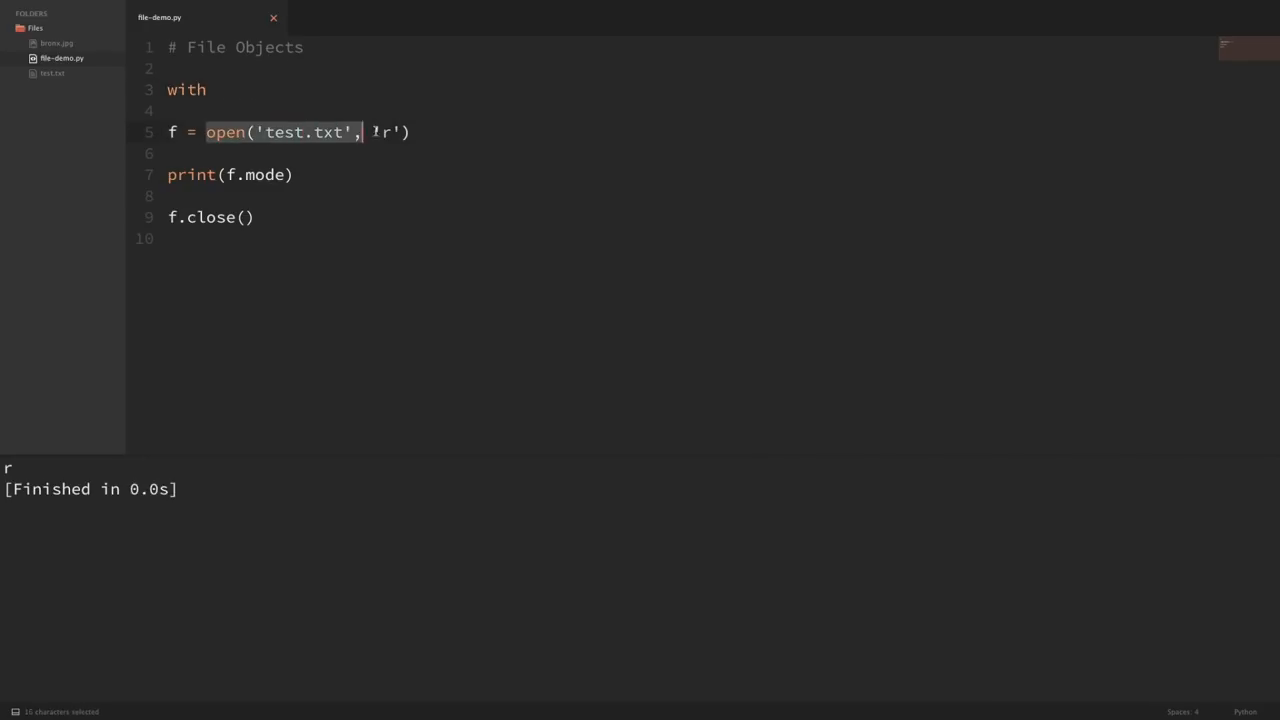 FOLDERS
Files
bronx.jpg
file-demo.py
test.txt
file-demo.py
1 # File Objects
2
3 with
4
5 f = open('test.txt', 'r')
6
7 print(f.mode)
8
9 f.close()
10
r
[Finished in 0.0s]
16 characters selected
Spaces: 4
Python